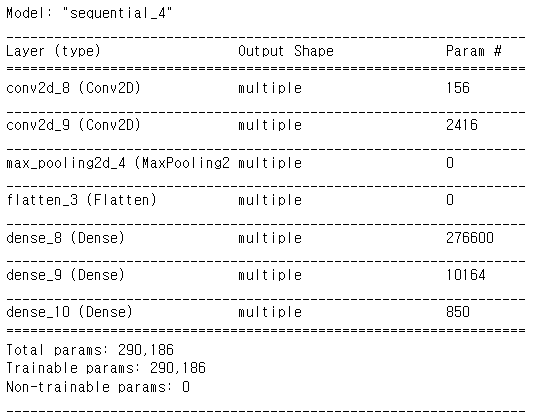 Model: "sequential_4"
_________________________________________________________________
Layer (type)                 Output Shape              Param #
=================================================================
conv2d_8 (Conv2D)            multiple                  156
_________________________________________________________________
conv2d_9 (Conv2D)            multiple                  2416
_________________________________________________________________
max_pooling2d_4 (MaxPooling2 multiple                  0
_________________________________________________________________
flatten_3 (Flatten)          multiple                  0
_________________________________________________________________
dense_8 (Dense)              multiple                  276600
_________________________________________________________________
dense_9 (Dense)              multiple                  10164
_________________________________________________________________
dense_10 (Dense)             multiple                  850
=================================================================
Total params: 290,186
Trainable params: 290,186
Non-trainable params: 0
_________________________________________________________________